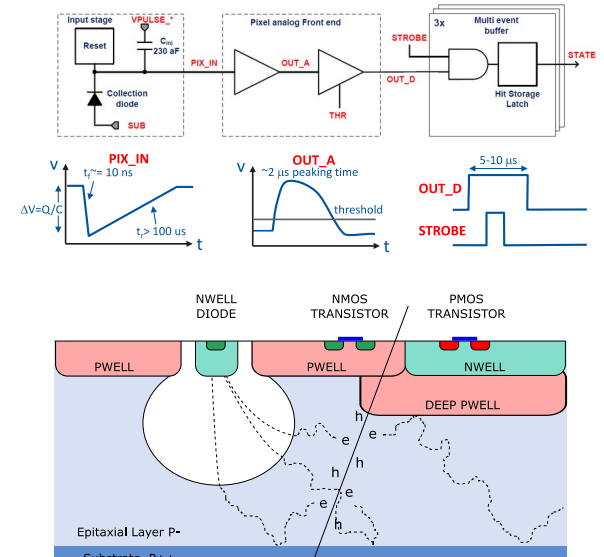 Input stage
VPULSE_*
Pixel analog Front end
3x
Multi event
buffer
Reset
Cinj
230 aF
STROBE
PIX_IN
OUT_A
STATE
OUT_D
Hit Storage
Latch
Collection
diode
SUB
THR
PIX_IN
OUT_A
5-10 µs
V
tf~= 10 ns
V
~2 µs peaking time
OUT_D
ΔV=Q/C
threshold
STROBE
tr> 100 us
t
t
NWELL
DIODE
NMOS
TRANSISTOR
PMOS
TRANSISTOR
PWELL
PWELL
NWELL
DEEP PWELL
h
e
e
h
h
e
e
h
Epitaxial Layer P-